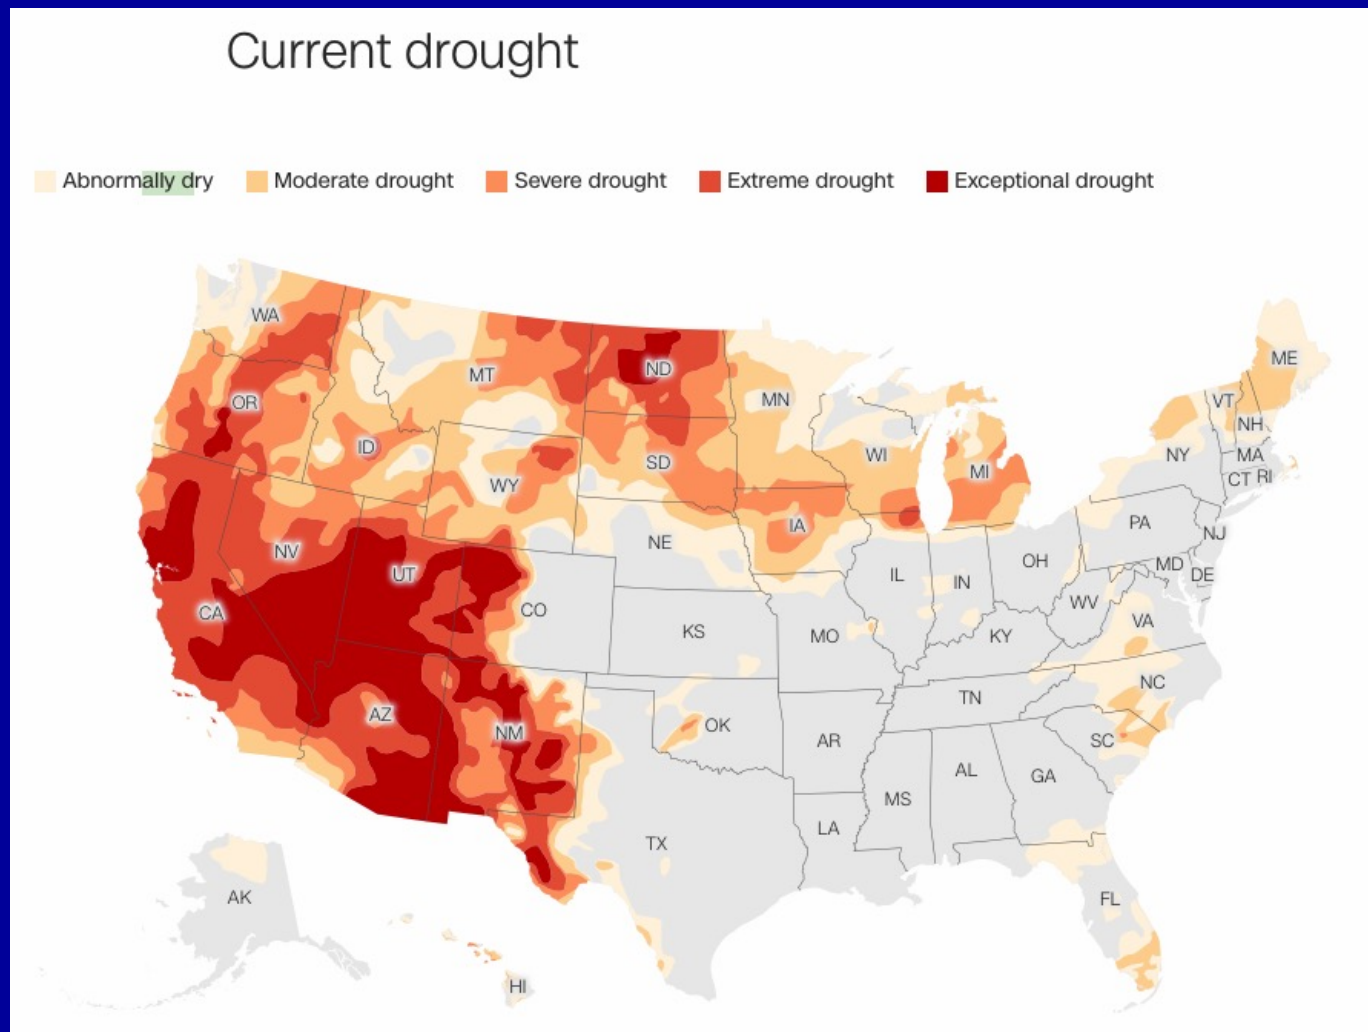 Current drought
Abnormally dry Moderate drought Severe drought Extreme drought Exceptional drought
WA
ME
ND
MT
MN
VT
OR
NH
ID
WI
NY
MA
SD
MI
CT RI
WY
IA
PA
NJ
NE
NV
OH
MD
UT
IL
IN
DE
WV
CO
CA
VA
KS
MO
KY
NC
TN
AZ
OK
NM
AR
SC
AL
GA
MS
LA
TX
AK
FL
HI